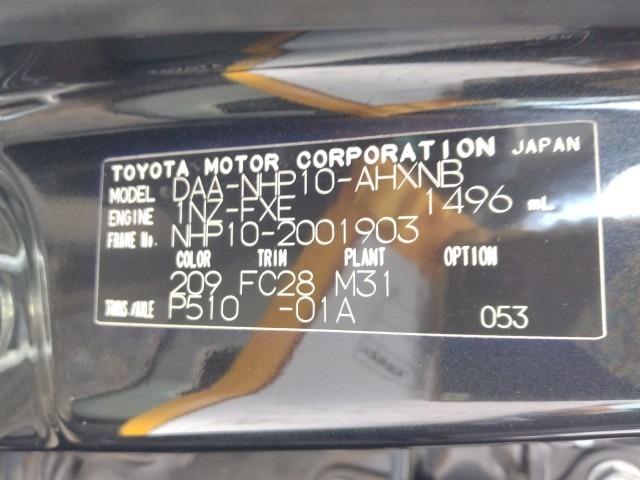 TOYOTA MOTOR CORPORATION JAPAN
MODEL DAA-NHP10-AHXNB
ENGINE 1NZ-FXE 1496 mL
FRAME No. NHP10-2001903
COLOR TRIM PLANT OPTION
209 FC28 M31
TRANS./AXLE P510 -01A 053